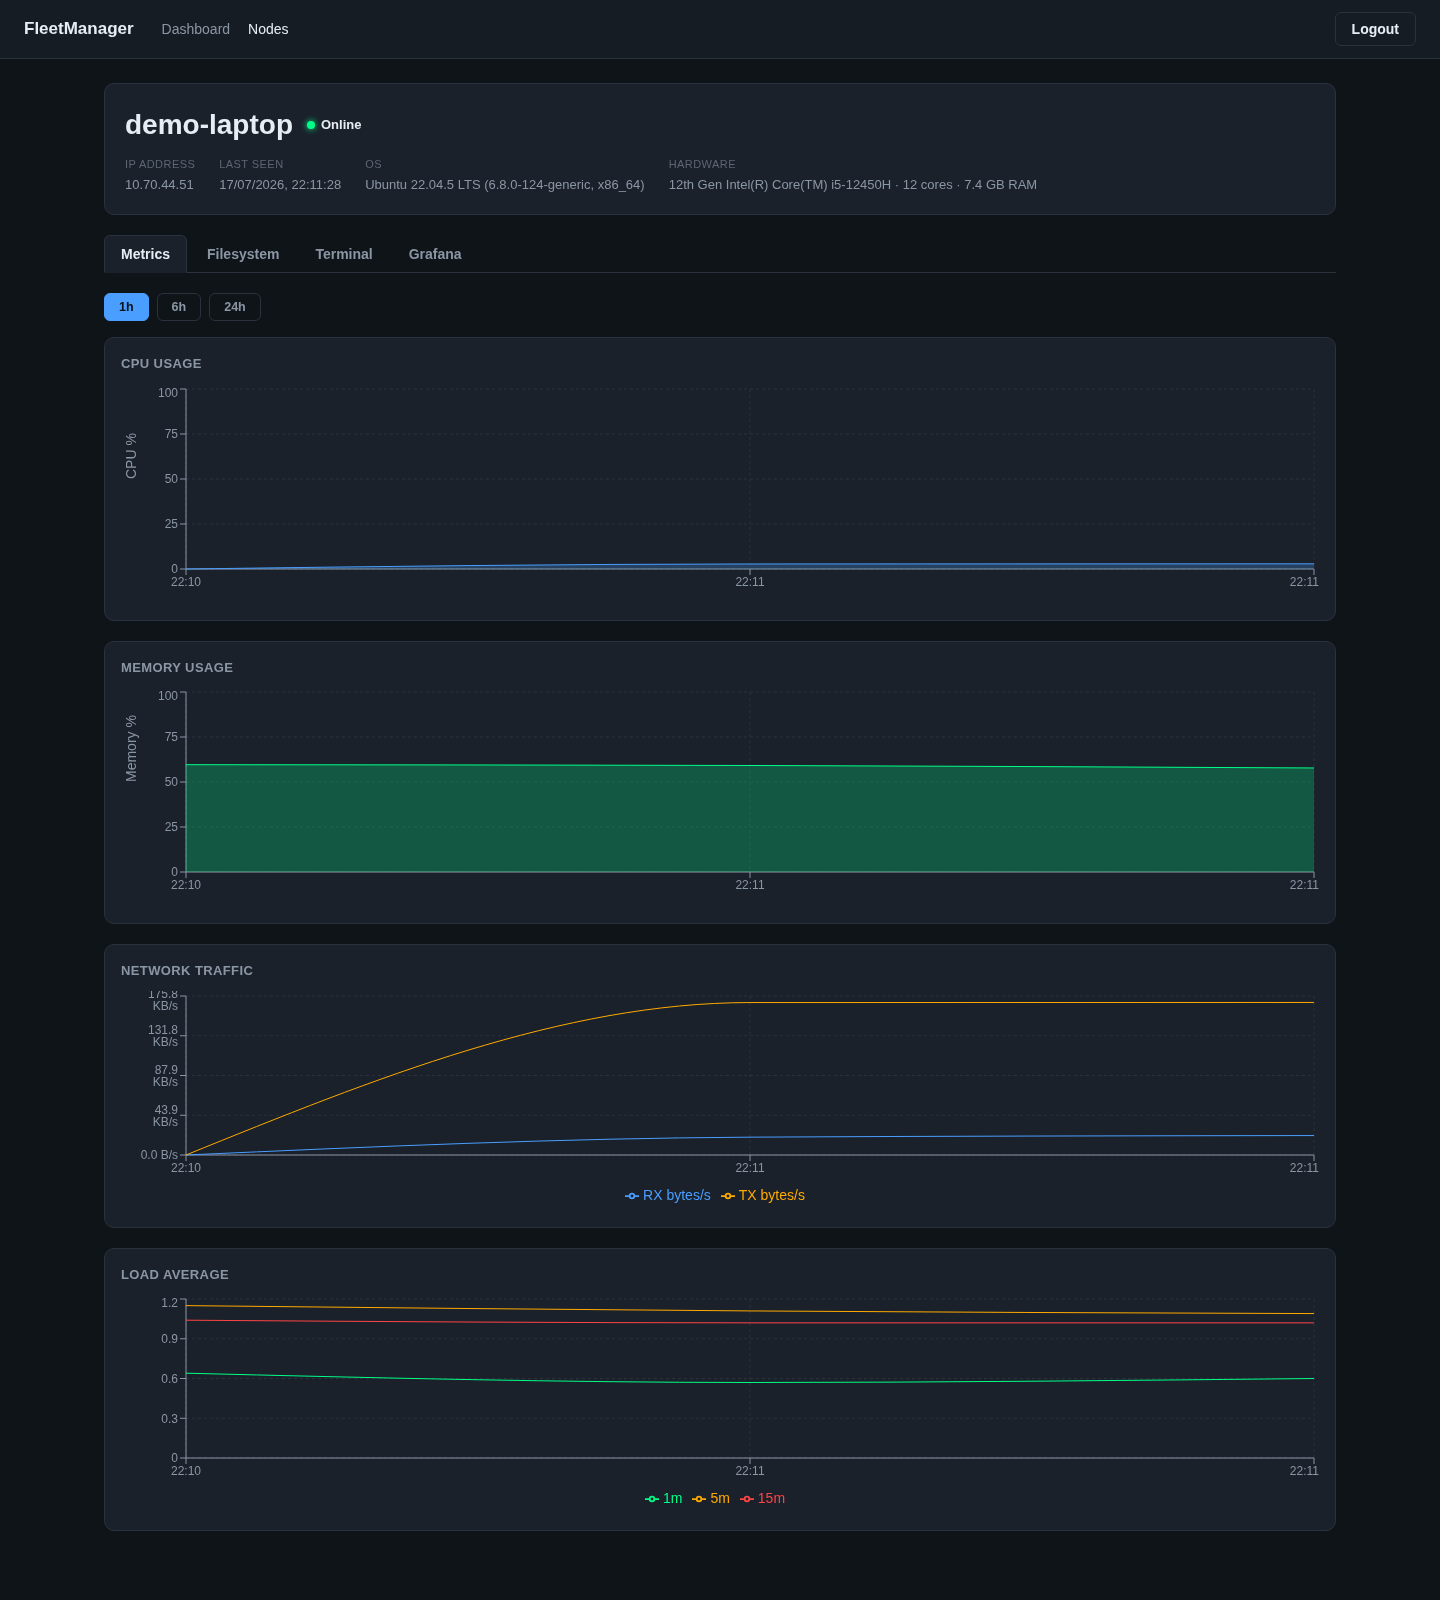 FleetManager Dashboard Nodes Logout
demo-laptop Online
IP ADDRESS LAST SEEN OS HARDWARE
10.70.44.51 17/07/2026, 22:11:28 Ubuntu 22.04.5 LTS (6.8.0-124-generic, x86_64) 12th Gen Intel(R) Core(TM) i5-12450H · 12 cores · 7.4 GB RAM
Metrics Filesystem Terminal Grafana
1h 6h 24h
CPU USAGE
CPU %
100
75
50
25
0
22:10 22:11 22:11
MEMORY USAGE
Memory %
100
75
50
25
0
22:10 22:11 22:11
NETWORK TRAFFIC
175.8
KB/s
131.8
KB/s
87.9
KB/s
43.9
KB/s
0.0 B/s
22:10 22:11 22:11
RX bytes/s TX bytes/s
LOAD AVERAGE
1.2
0.9
0.6
0.3
0
22:10 22:11 22:11
1m 5m 15m